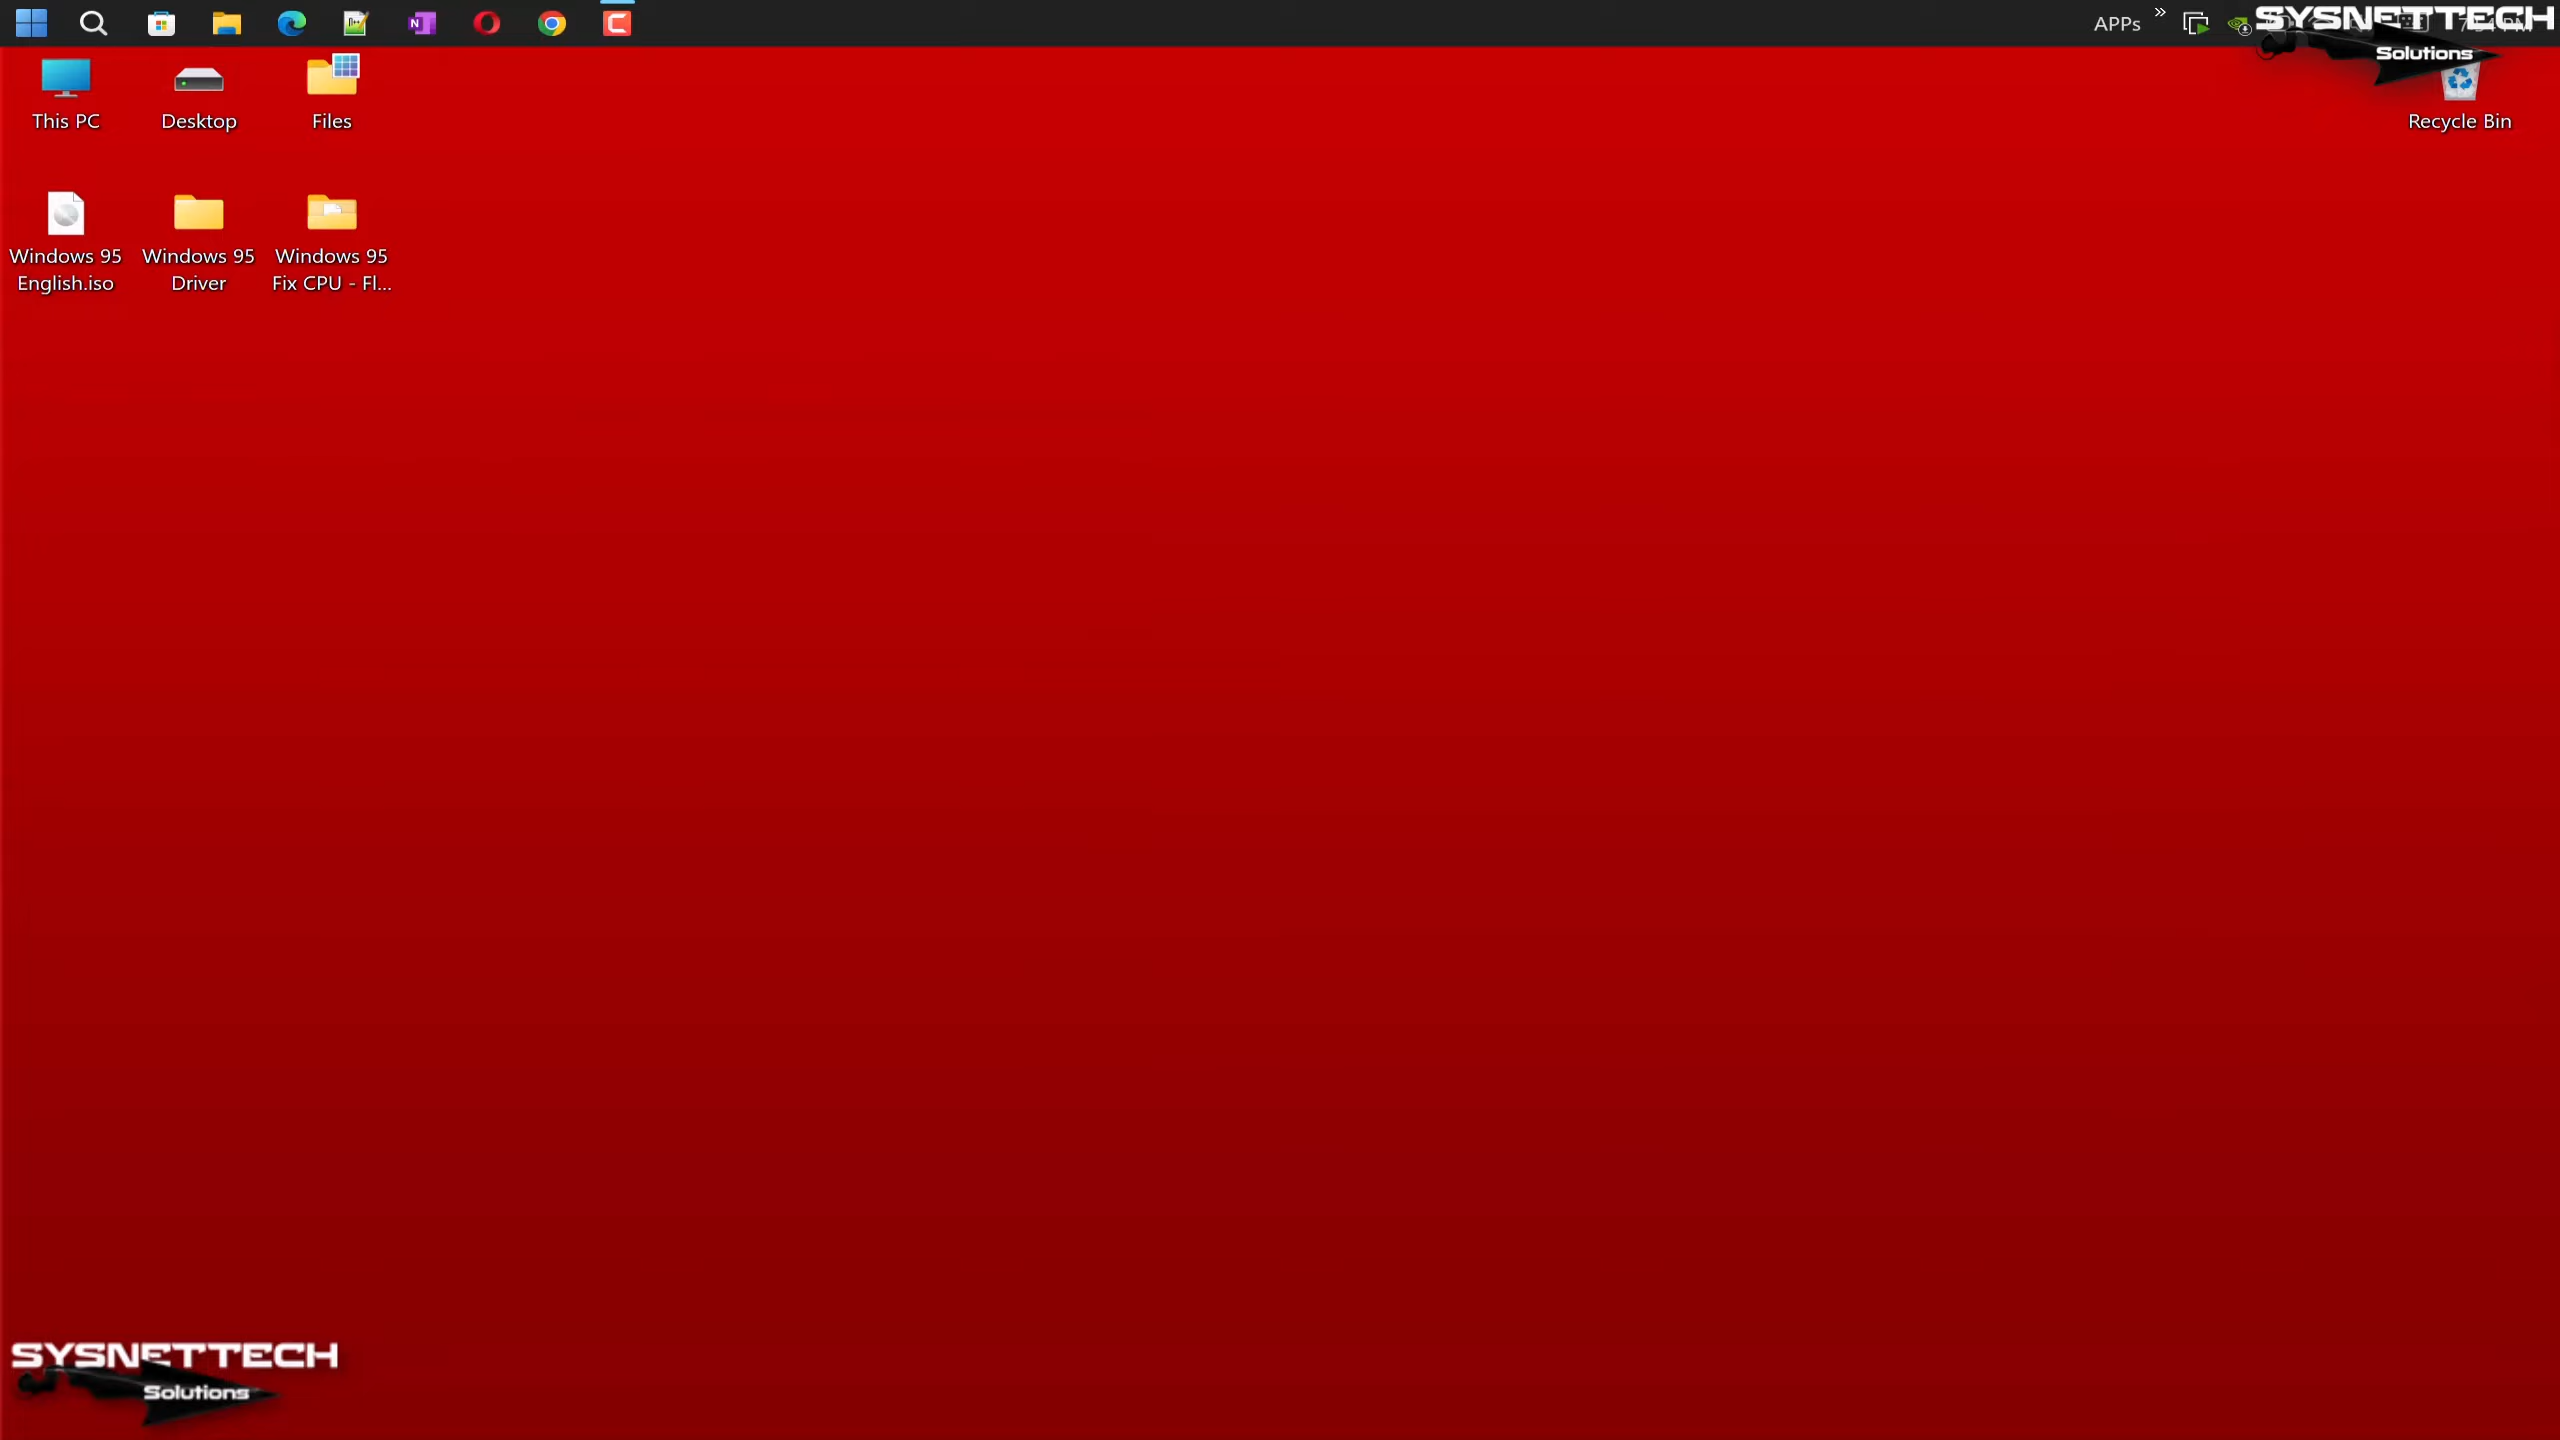 APPs »
SYSNETTECH
Solutions
This PC
Desktop
Files
Recycle Bin
Windows 95
English.iso
Windows 95
Driver
Windows 95
Fix CPU - Fl...
SYSNETTECH
Solutions